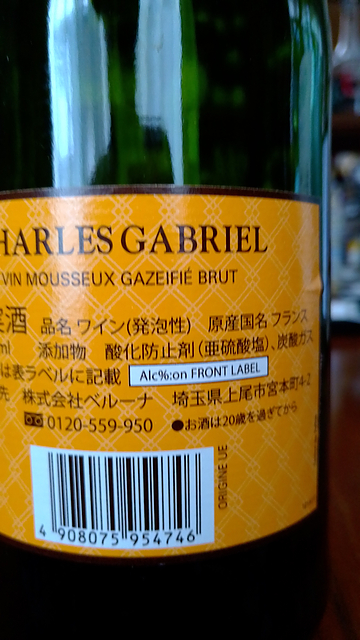 HARLES GABRIEL
VIN MOUSSEUX GAZEIFIÉ BRUT
酒 品名 ワイン(発泡性) 原産国名 フランス
ml 添加物 酸化防止剤(亜硫酸塩)、炭酸ガス
は表ラベルに記載 Alc%:on FRONT LABEL
先 株式会社ベルーナ 埼玉県上尾市宮本町4-2
0120-559-950 ●お酒は20歳を過ぎてから
ORIGINE UE
4 908075 954746